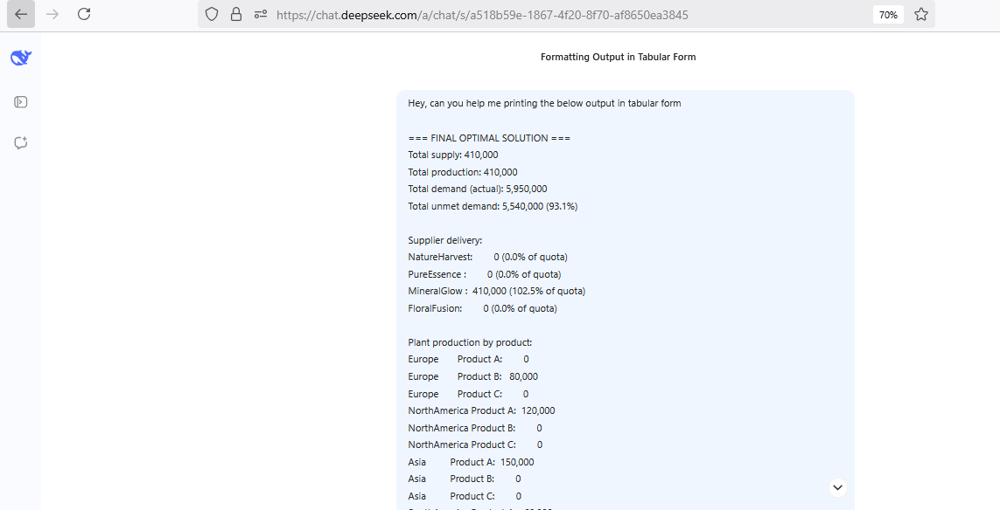 https://chat.deepseek.com/a/chat/s/a518b59e-1867-4f20-8f70-af8650ea3845
70%
Formatting Output in Tabular Form
Hey, can you help me printing the below output in tabular form
=== FINAL OPTIMAL SOLUTION ===
Total supply: 410,000
Total production: 410,000
Total demand (actual): 5,950,000
Total unmet demand: 5,540,000 (93.1%)
Supplier delivery:
NatureHarvest: 0 (0.0% of quota)
PureEssence : 0 (0.0% of quota)
MineralGlow : 410,000 (102.5% of quota)
FloralFusion: 0 (0.0% of quota)
Plant production by product:
Europe Product A: 0
Europe Product B: 80,000
Europe Product C: 0
NorthAmerica Product A: 120,000
NorthAmerica Product B: 0
NorthAmerica Product C: 0
Asia Product A: 150,000
Asia Product B: 0
Asia Product C: 0